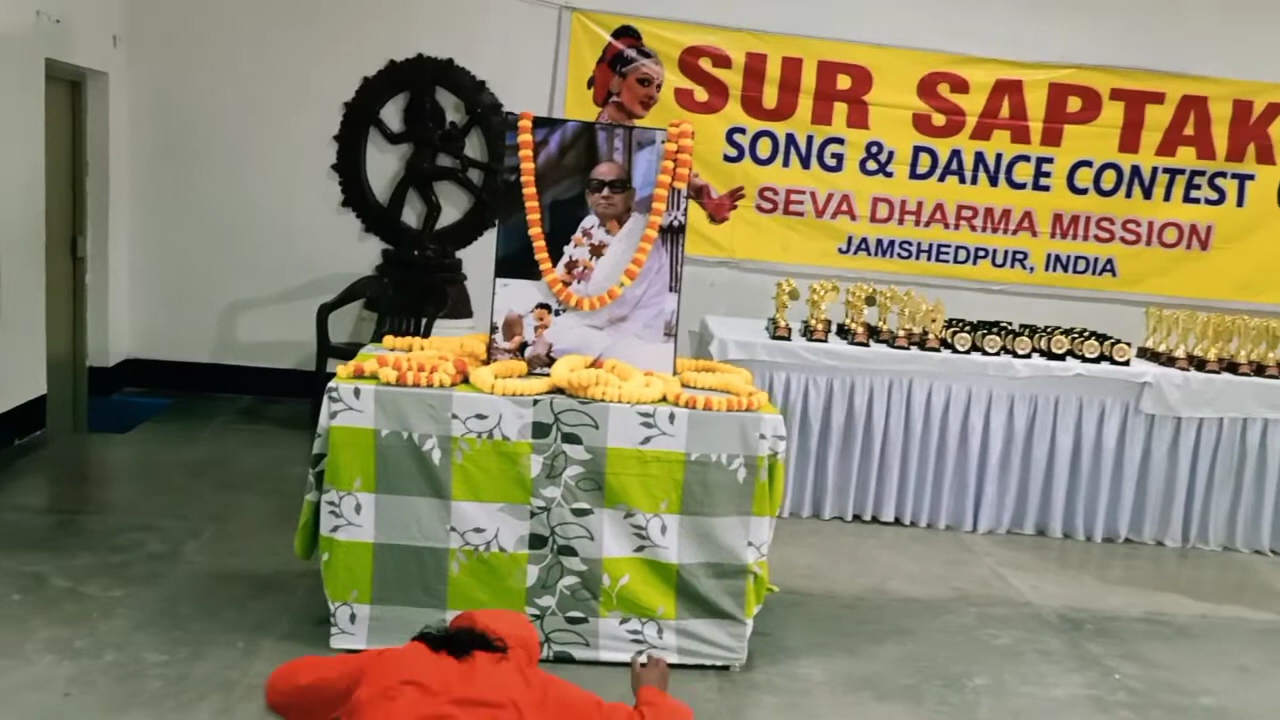 SUR SAPTAK
SONG & DANCE CONTEST
SEVA DHARMA MISSION
JAMSHEDPUR, INDIA